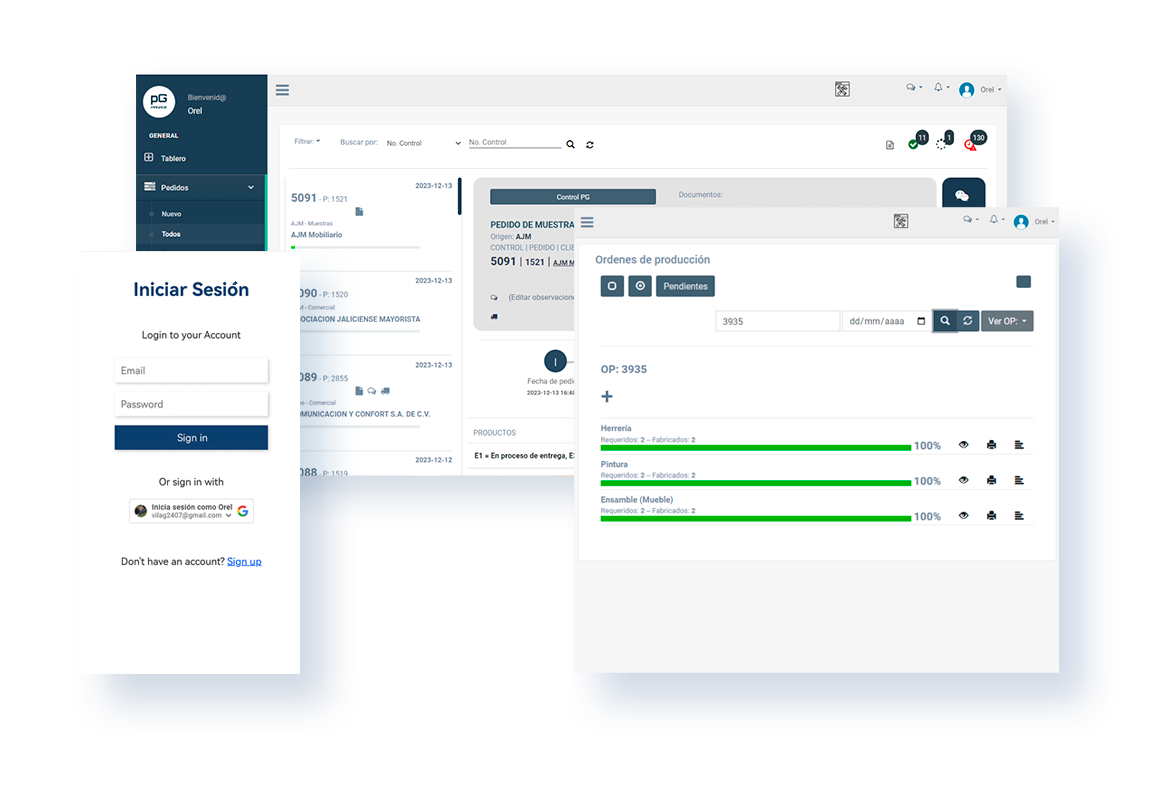 pG
Bienvenid@
Orel
GENERAL
Tablero
Pedidos
Nuevo
Todos
Orel
Filtrar:
Buscar por:
No. Control
No. Control
11
1
130
2023-12-13
5091 - P: 1521
AJM - Muestras
AJM Mobiliario
2023-12-13
090 - P: 1520
- Comercial
OCIACION JALICIENSE MAYORISTA
2023-12-13
089 - P: 2855
- Comercial
MUNICACION Y CONFORT S.A. DE C.V.
2023-12-12
088 - P: 1519
Control PG
Documentos:
PEDIDO DE MUESTRA
Origen: AJM
CONTROL | PEDIDO | CLIE
5091 | 1521 | AJM M
(Editar observacione
I
Fecha de pedi
2023-12-13 16:48
PRODUCTOS
E1 = En proceso de entrega, E
Iniciar Sesión
Login to your Account
Email
Password
Sign in
Or sign in with
Inicia sesión como Orel
vilag2407@gmail.com
Don't have an account? Sign up
Orel
Ordenes de producción
Pendientes
3935
dd/mm/aaaa
Ver OP:
OP: 3935
+
Herrería
Requeridos: 2 – Fabricados: 2
100%
Pintura
Requeridos: 2 – Fabricados: 2
100%
Ensamble (Mueble)
Requeridos: 2 – Fabricados: 2
100%